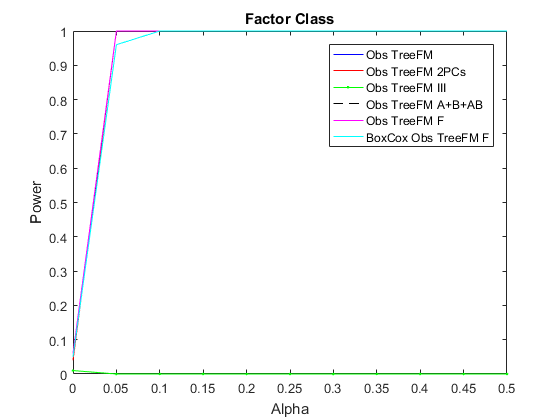 Factor Class
Power
1
0.9
0.8
0.7
0.6
0.5
0.4
0.3
0.2
0.1
0
Obs TreeFM
Obs TreeFM 2PCs
Obs TreeFM III
Obs TreeFM A+B+AB
Obs TreeFM F
BoxCox Obs TreeFM F
0 0.05 0.1 0.15 0.2 0.25 0.3 0.35 0.4 0.45 0.5
Alpha